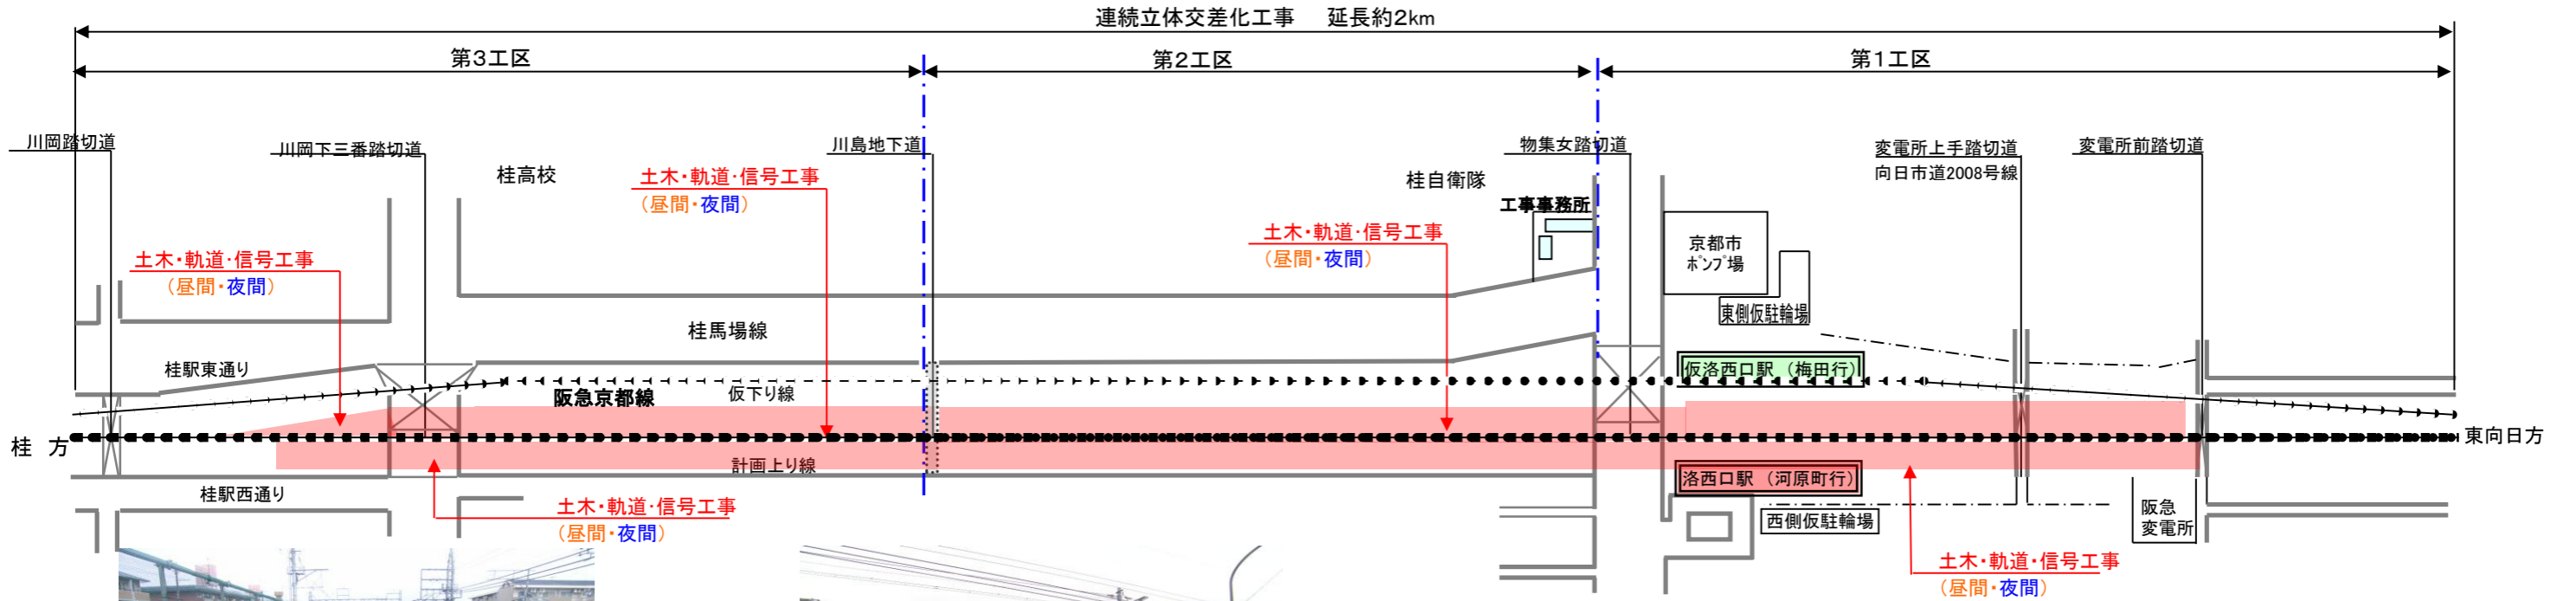 連続立体交差化工事 延長約2km
第3工区
第2工区
第1工区
川岡踏切道
川岡下三番踏切道
川島地下道
物集女踏切道
変電所上手踏切道
向日市道2008号線
変電所前踏切道
桂高校
土木・軌道・信号工事
（昼間・夜間）
桂自衛隊
工事事務所
土木・軌道・信号工事
（昼間・夜間）
土木・軌道・信号工事
（昼間・夜間）
京都市
ポンプ場
東側仮駐輪場
桂馬場線
桂駅東通り
仮洛西口駅（梅田行）
阪急京都線
仮下り線
桂 方
東向日方
計画上り線
洛西口駅（河原町行）
桂駅西通り
土木・軌道・信号工事
（昼間・夜間）
西側仮駐輪場
阪急
変電所
土木・軌道・信号工事
（昼間・夜間）